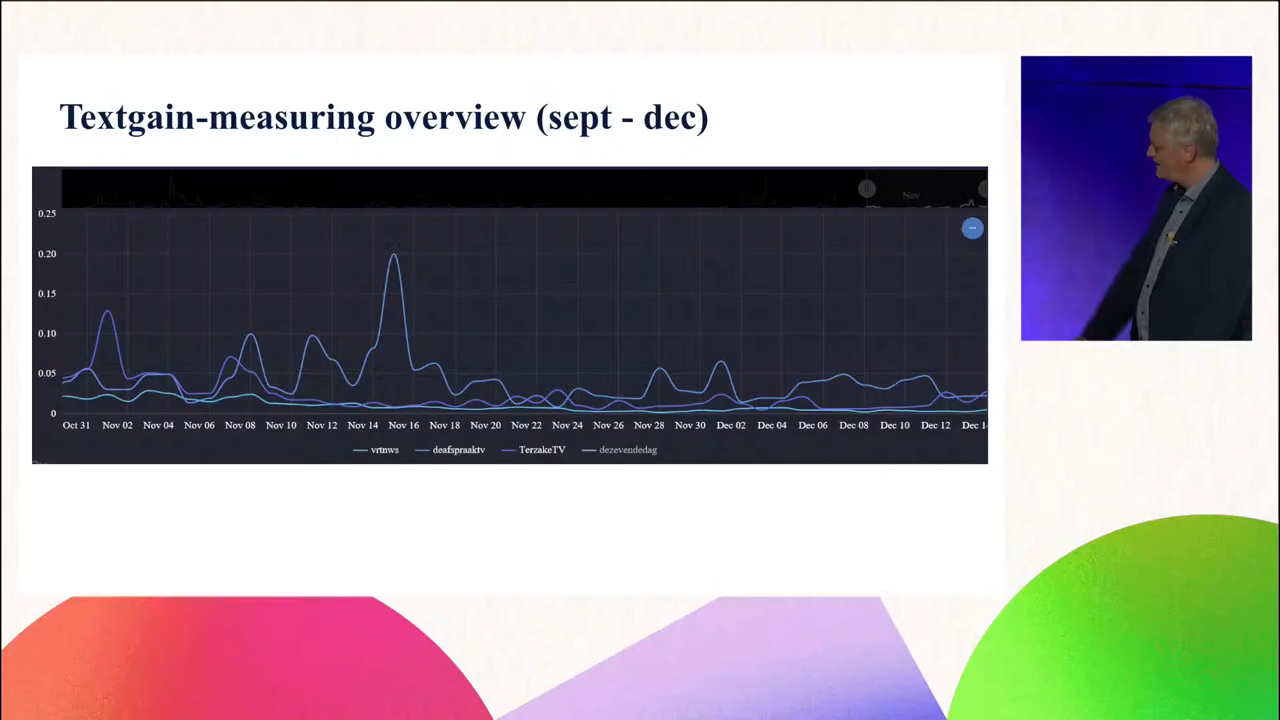 Textgain-measuring overview (sept - dec)
Nov
0.25
0.20
0.15
0.10
0.05
0
Oct 31 Nov 02 Nov 04 Nov 06 Nov 08 Nov 10 Nov 12 Nov 14 Nov 16 Nov 18 Nov 20 Nov 22 Nov 24 Nov 26 Nov 28 Nov 30 Dec 02 Dec 04 Dec 06 Dec 08 Dec 10 Dec 12 Dec 14
vrtnws deafspraaktv TerzakeTV dezevendedag